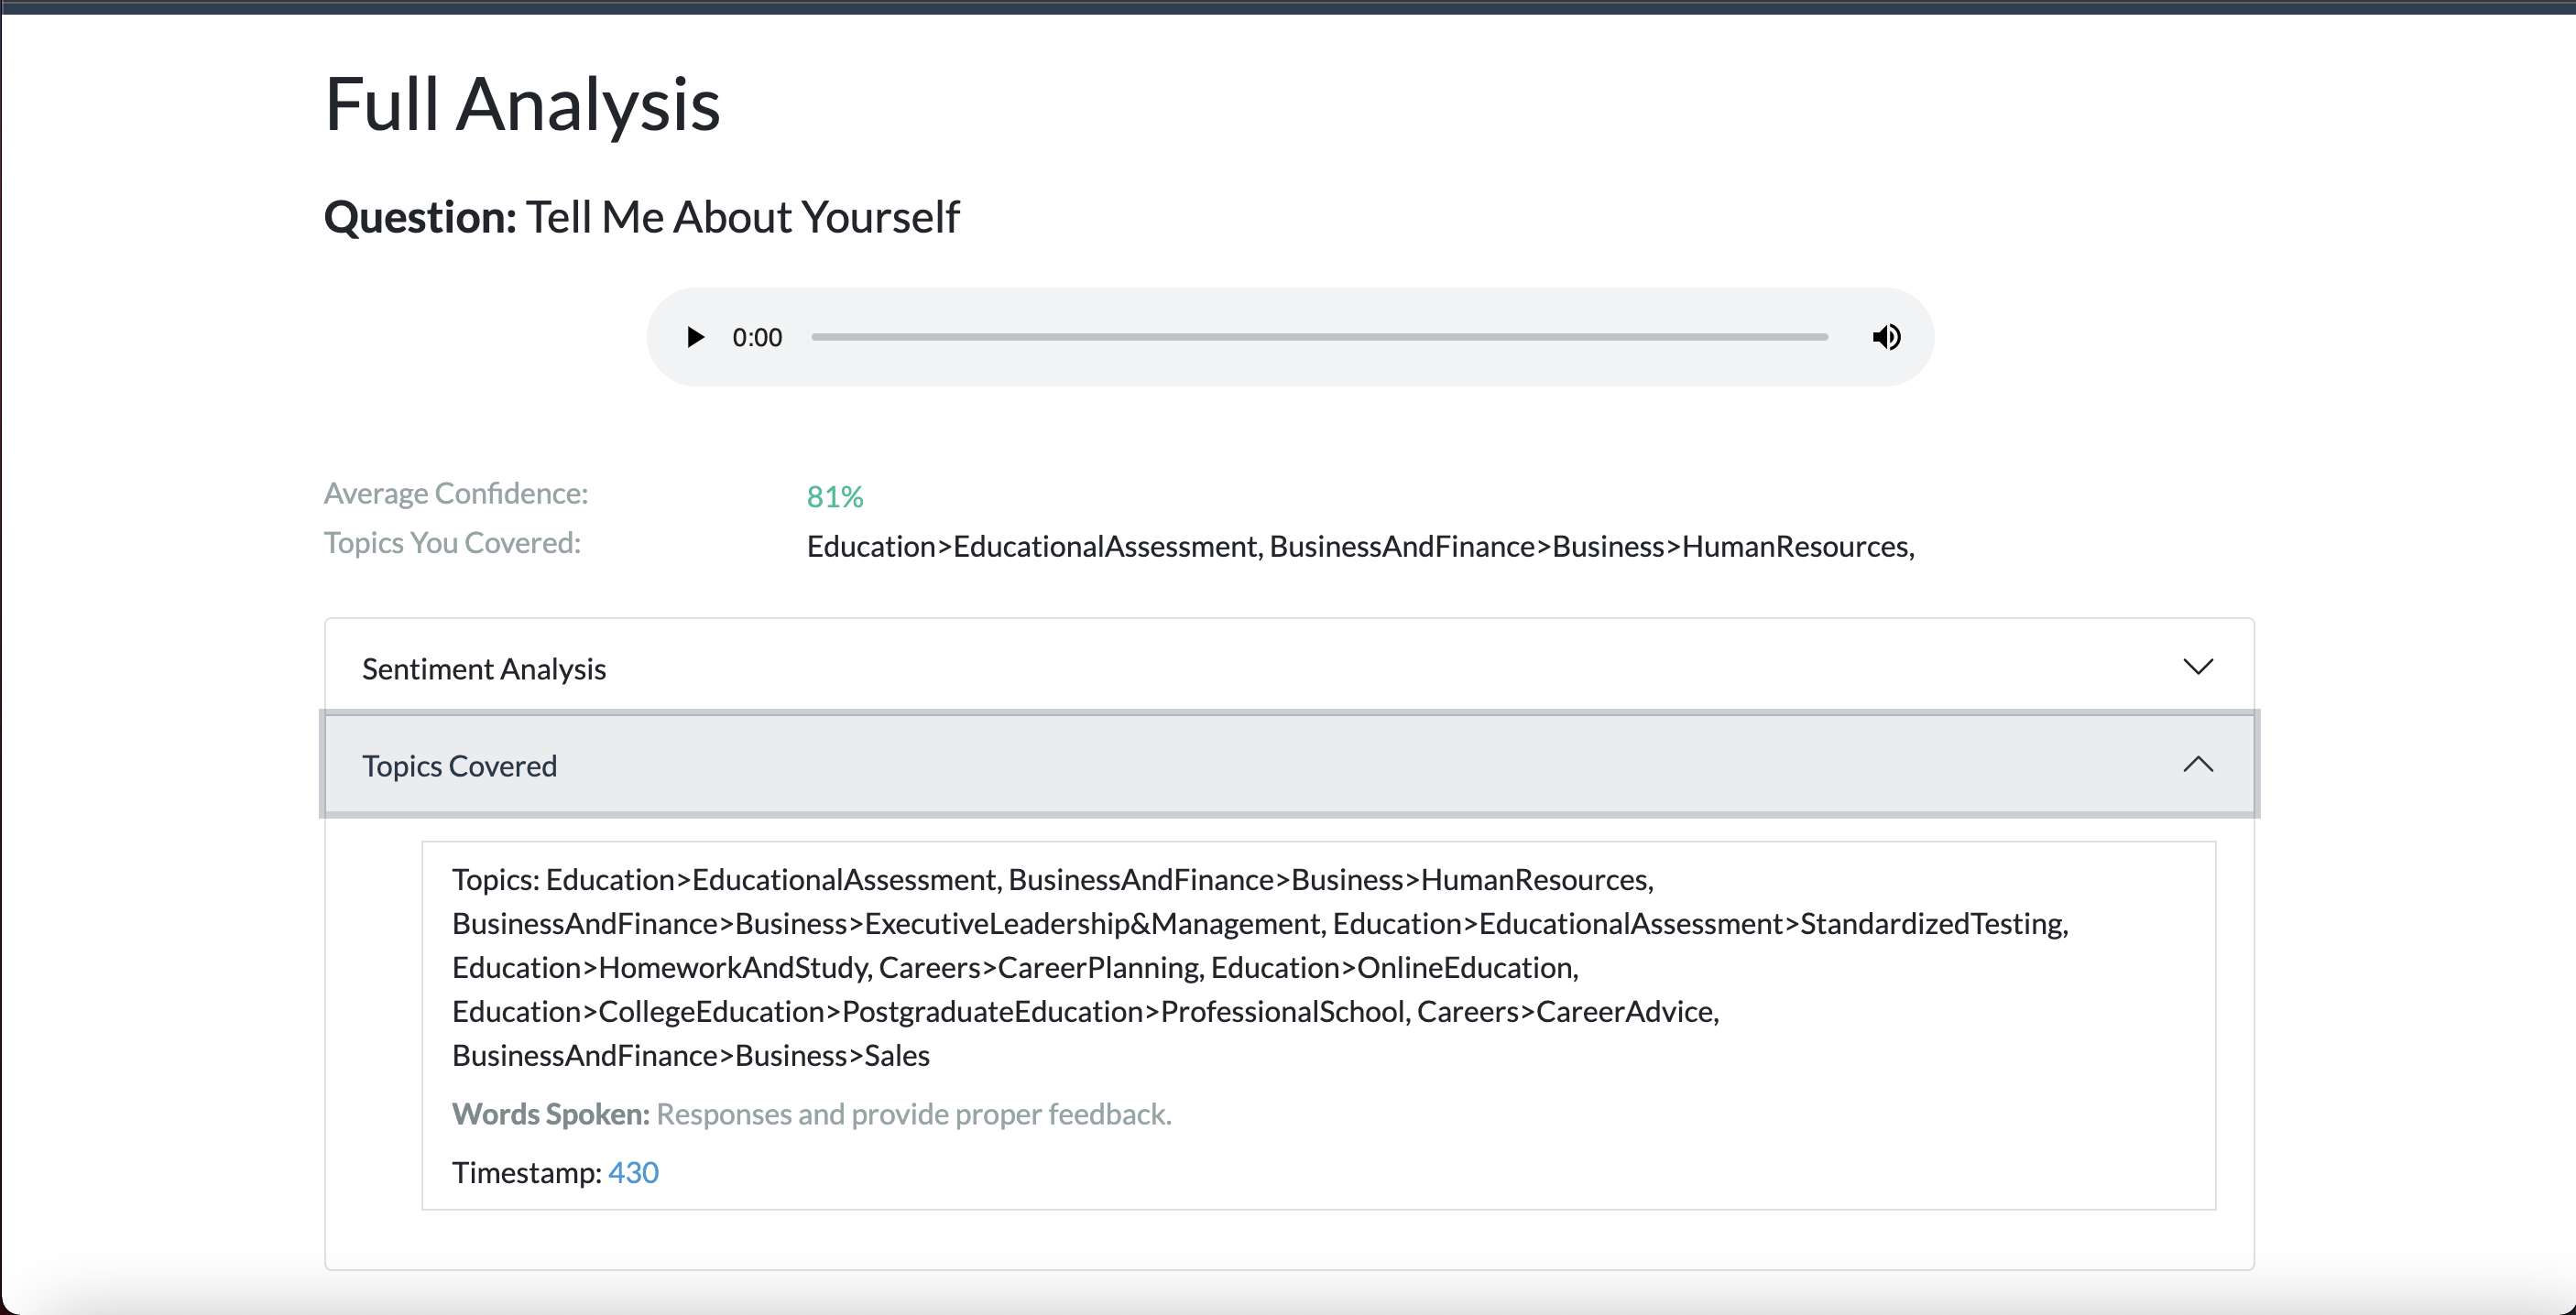 Full Analysis
Question: Tell Me About Yourself
0:00
Average Confidence: 81%
Topics You Covered: Education>EducationalAssessment, BusinessAndFinance>Business>HumanResources,
Sentiment Analysis
Topics Covered
Topics: Education>EducationalAssessment, BusinessAndFinance>Business>HumanResources,
BusinessAndFinance>Business>ExecutiveLeadership&Management, Education>EducationalAssessment>StandardizedTesting,
Education>HomeworkAndStudy, Careers>CareerPlanning, Education>OnlineEducation,
Education>CollegeEducation>PostgraduateEducation>ProfessionalSchool, Careers>CareerAdvice,
BusinessAndFinance>Business>Sales
Words Spoken: Responses and provide proper feedback.
Timestamp: 430